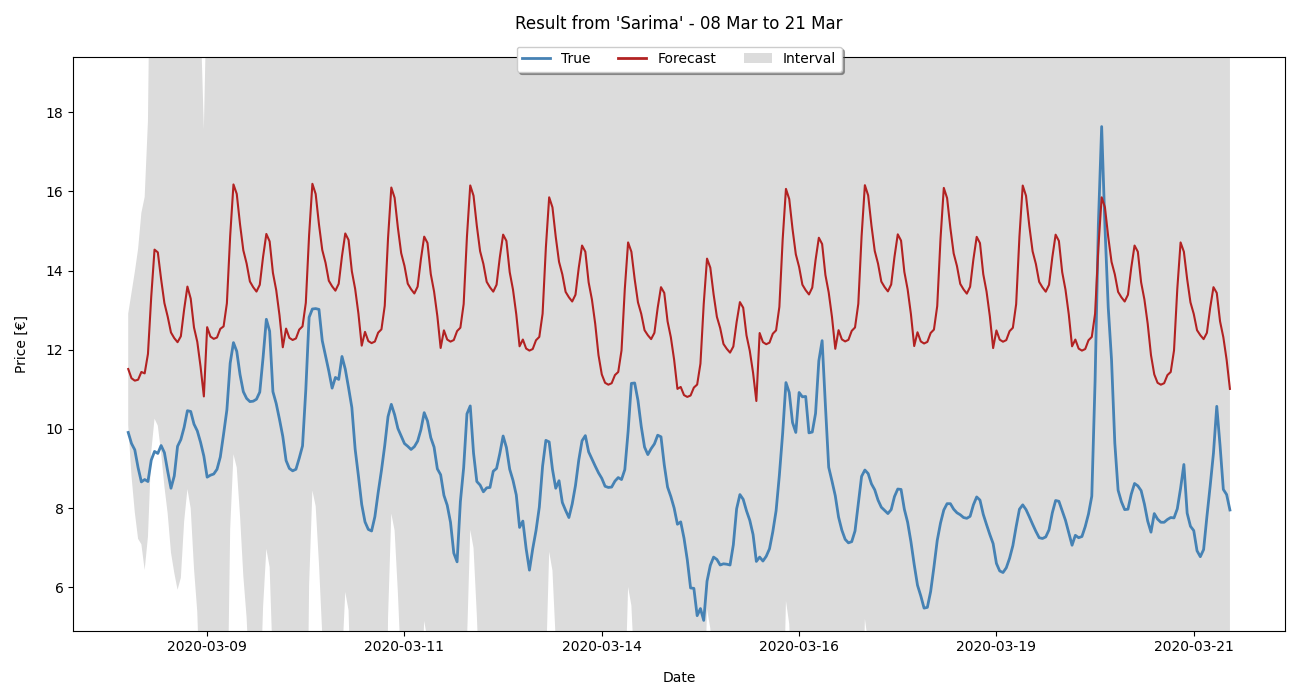 Result from 'Sarima' - 08 Mar to 21 Mar
True Forecast Interval
18
16
14
12
10
8
6
Price [€]
2020-03-09 2020-03-11 2020-03-14 2020-03-16 2020-03-19 2020-03-21
Date